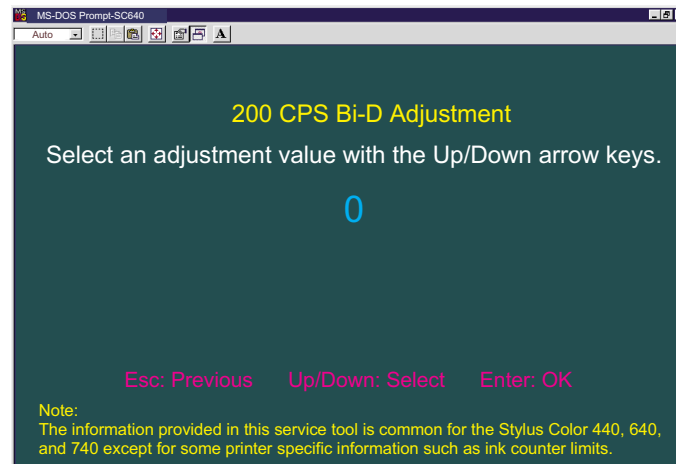 MS-DOS Prompt-SC640
Auto A
200 CPS Bi-D Adjustment
Select an adjustment value with the Up/Down arrow keys.
0
Esc: Previous Up/Down: Select Enter: OK
Note:
The information provided in this service tool is common for the Stylus Color 440, 640,
and 740 except for some printer specific information such as ink counter limits.